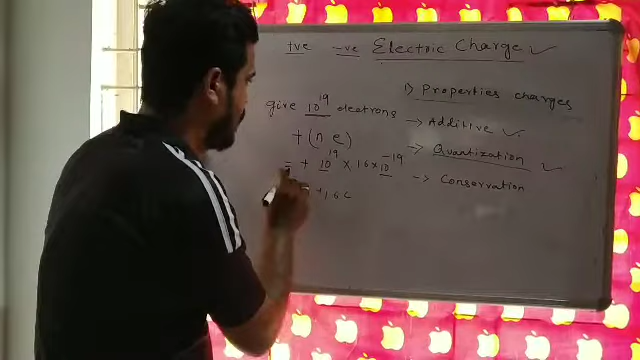 +ve -ve Electric Charge ✓
1) Properties charges
give 10^19 electrons
→ Additive ✓
+(n e)
→ Quantization ✓
= + 10^19 × 1.6 × 10^-19
→ Conservation
+1.6 C